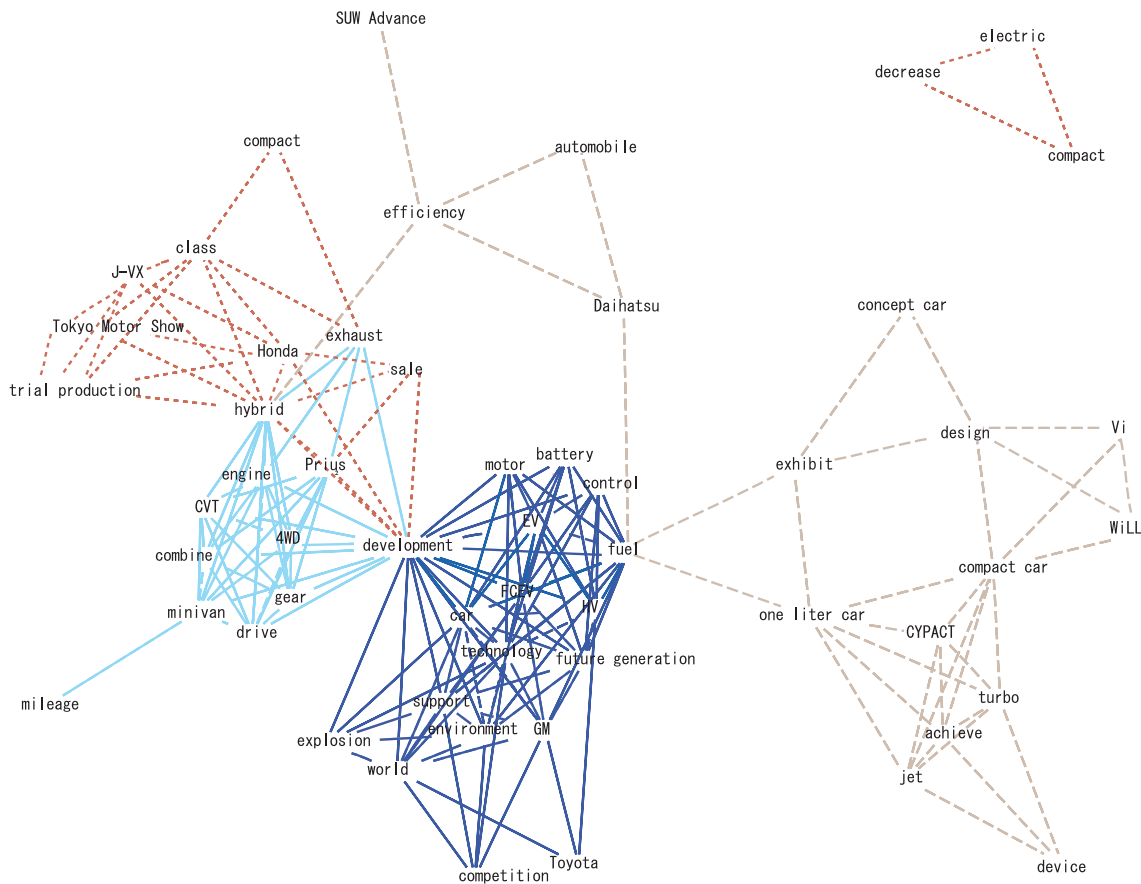 SUW Advance
electric
decrease
compact
automobile
compact
efficiency
class
J-VX
Daihatsu
concept car
Tokyo Motor Show
exhaust
Honda
sale
trial production
hybrid
Vi
design
battery
motor
exhibit
Prius
engine
control
CVT
EV
WiLL
4WD
development
fuel
combine
compact car
FCEV
gear
HV
minivan
car
one liter car
drive
CYPACT
technology
future generation
mileage
support
turbo
environment
GM
achieve
explosion
world
jet
Toyota
device
competition